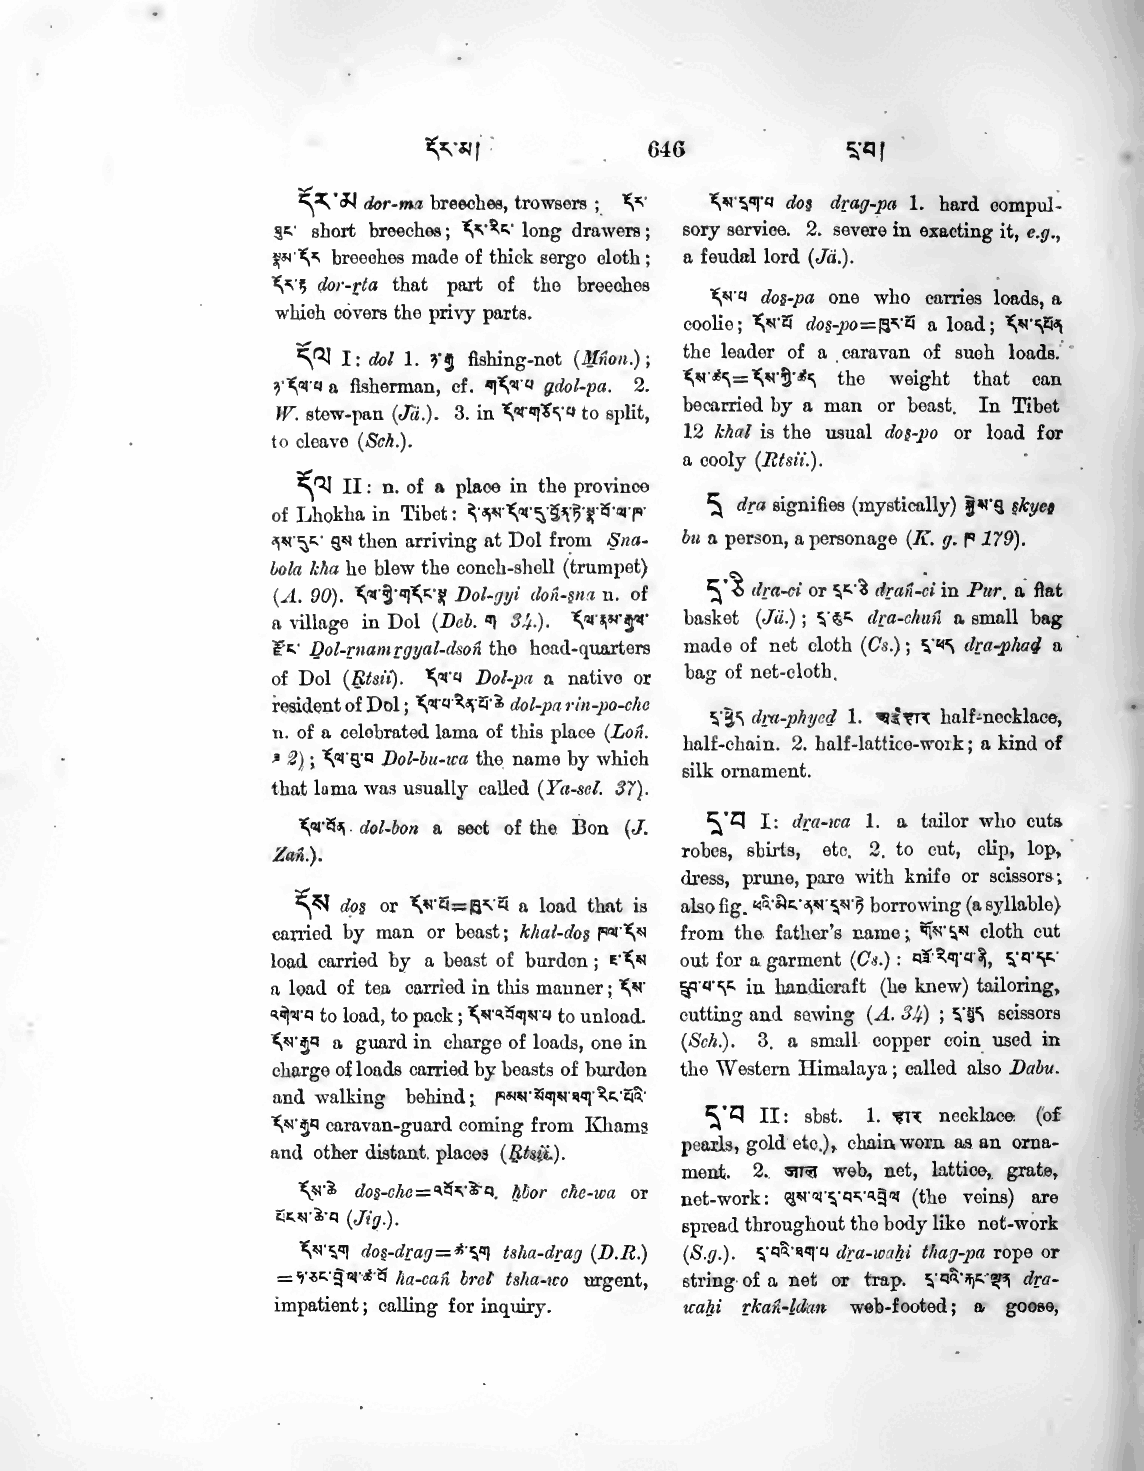 དོར་མ། 646 དྲ་བ།
དོར་མ dor-ma breeches, trowsers ; དོར་
ཐུང་ short breeches ; དོར་རིང་ long drawers ;
སྣམ་དོར breeches made of thick serge cloth ;
དོར་རྟ dor-rta that part of the breeches
which covers the privy parts.
དོལ I : dol 1. ཉ་རྒྱ fishing-net (Mṅon.) ;
ཉ་དོལ་པ a fisherman, cf. གདོལ་པ gdol-pa. 2.
W. stew-pan (Jä.). 3. in དོལ་གཅོད་པ to split,
to cleave (Sch.).
དོལ II : n. of a place in the province
of Lhokha in Tibet : དེ་ནས་དོལ་དུ་བྱོན་ཏེ་སྣ་བོ་ལ་ཁ་
ནས་དུང་ བུས then arriving at Dol from Sna-
bola kha he blew the conch-shell (trumpet)
(A. 90). དོལ་གྱི་གདོང་སྣ Dol-gyi doṅ-sna n. of
a village in Dol (Deb. ག 34.). དོལ་རྣམ་རྒྱལ་
རྫོང་ Dol-rnam rgyal-dsoṅ the head-quarters
of Dol (Rtsii). དོལ་པ Dol-pa a native or
resident of Dol ; དོལ་པ་རིན་པོ་ཆེ dol-pa rin-po-che
n. of a celebrated lama of this place (Loṅ.
2) ; དོལ་བུ་བ Dol-bu-wa the name by which
that lama was usually called (Ya-sel. 37).
དོལ་བོན dol-bon a sect of the Bon (J.
Zaṅ.).
དོས dos or དོས་པོ=ཁུར་པོ a load that is
carried by man or beast ; khal-dos ཁལ་དོས
load carried by a beast of burden ; ཇ་དོས
a load of tea carried in this manner ; དོས་
འགེལ་བ to load, to pack ; དོས་འབོགས་པ to unload.
དོས་རྒྱབ a guard in charge of loads, one in
charge of loads carried by beasts of burden
and walking behind ; ཁམས་སོགས་ཐག་རིང་པོའི་
དོས་རྒྱབ caravan-guard coming from Khams
and other distant places (Rtsii.).
དོས་ཆེ dos-che=འབོར་ཆེ་བ. ḥbor che-wa or
པོངས་ཆེ་བ (Jig.).
དོས་དྲག dos-drag=ཚ་དྲག tsha-drag (D.R.)
=ཧ་ཅང་བྲེལ་ཚ་བོ ha-caṅ brel tsha-wo urgent,
impatient ; calling for inquiry.
དོས་དྲག་པ dos drag-pa 1. hard compul-
sory service. 2. severe in exacting it, e.g.,
a feudal lord (Jä.).
དོས་པ dos-pa one who carries loads, a
coolie ; དོས་པོ dos-po=ཁུར་པོ a load ; དོས་དཔོན
the leader of a caravan of such loads.
དོས་ཚད=དོས་ཀྱི་ཚད the weight that can
becarried by a man or beast. In Tibet
12 khal is the usual dos-po or load for
a cooly (Rtsii.).
དྲ dra signifies (mystically) སྐྱེས་བུ skyes
bu a person, a personage (K. g. ཁ 179).
དྲ་ཅེ dra-ci or དྲང་ཅེ draṅ-ci in Pur. a flat
basket (Jä.) ; དྲ་ཆུང dra-chuṅ a small bag
made of net cloth (Cs.) ; དྲ་ཕད dra-phad a
bag of net-cloth.
དྲ་ཕྱེད dra-phyed 1. अर्द्धहार half-necklace,
half-chain. 2. half-lattice-work ; a kind of
silk ornament.
དྲ་བ I : dra-wa 1. a tailor who cuts
robes, shirts, etc. 2. to cut, clip, lop,
dress, prune, pare with knife or scissors ;
also fig. ཕའི་མིང་ནས་དྲས་ཏེ borrowing (a syllable)
from the father's name ; གོས་དྲས cloth cut
out for a garment (Cs.) : བཟོ་རིག་པ་ནི, དྲ་བ་དང་
དྲུབ་པ་དང in handicraft (he knew) tailoring,
cutting and sewing (A. 34) ; དྲ་སྤྱད scissors
(Sch.). 3. a small copper coin used in
the Western Himalaya ; called also Dabu.
དྲ་བ II : sbst. 1. हार necklace (of
pearls, gold etc.), chain worn as an orna-
ment. 2. जाल web, net, lattice, grate,
net-work : ལུས་ལ་དྲ་བར་འབྲེལ (the veins) are
spread throughout the body like net-work
(S.g.). དྲ་བའི་ཐག་པ dra-waḥi thag-pa rope or
string of a net or trap. དྲ་བའི་རྐང་ལྡན dra-
waḥi rkaṅ-ldan web-footed ; a goose,